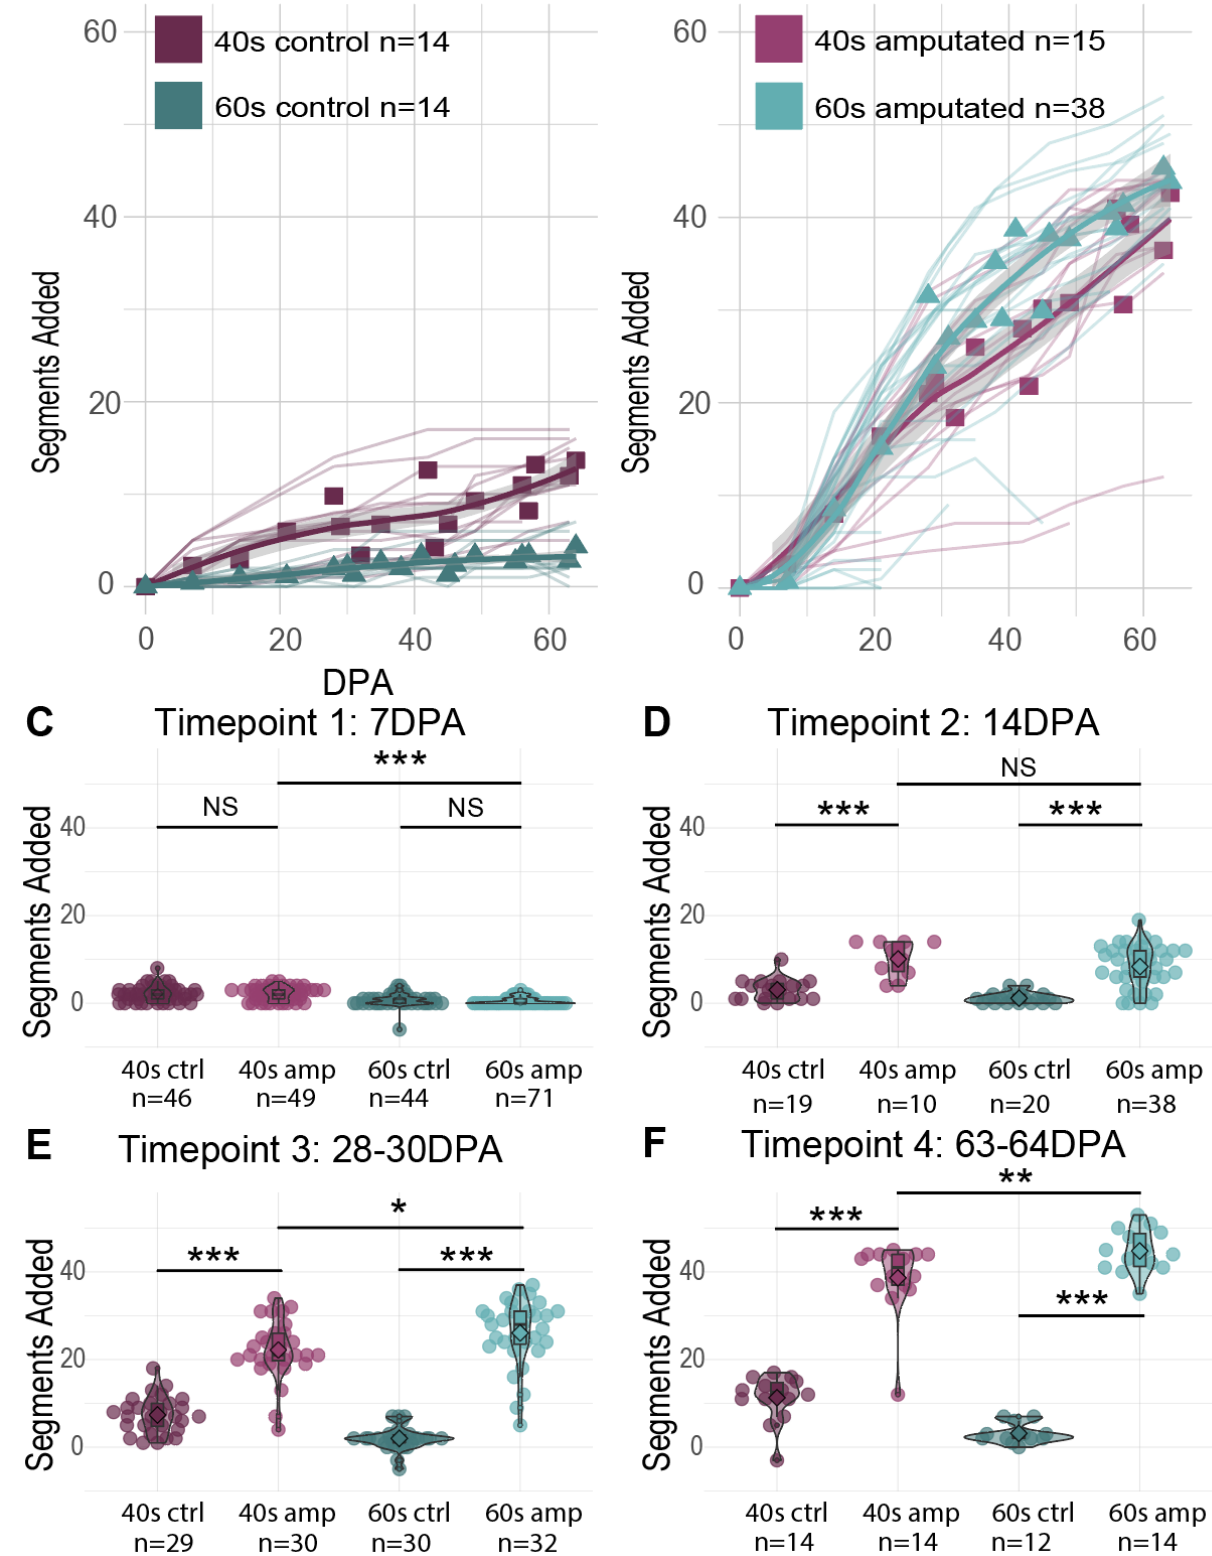 60
40s control n=14
60s control n=14
40
20
0
Segments Added
0 20 40 60
DPA
60
40s amputated n=15
60s amputated n=38
40
20
0
Segments Added
0 20 40 60
C Timepoint 1: 7DPA
***
NS NS
40
20
0
Segments Added
40s ctrl 40s amp 60s ctrl 60s amp
n=46 n=49 n=44 n=71
D Timepoint 2: 14DPA
NS
*** ***
40
20
0
Segments Added
40s ctrl 40s amp 60s ctrl 60s amp
n=19 n=10 n=20 n=38
E Timepoint 3: 28-30DPA
*
*** ***
40
20
0
Segments Added
40s ctrl 40s amp 60s ctrl 60s amp
n=29 n=30 n=30 n=32
F Timepoint 4: 63-64DPA
**
***
***
40
20
0
Segments Added
40s ctrl 40s amp 60s ctrl 60s amp
n=14 n=14 n=12 n=14